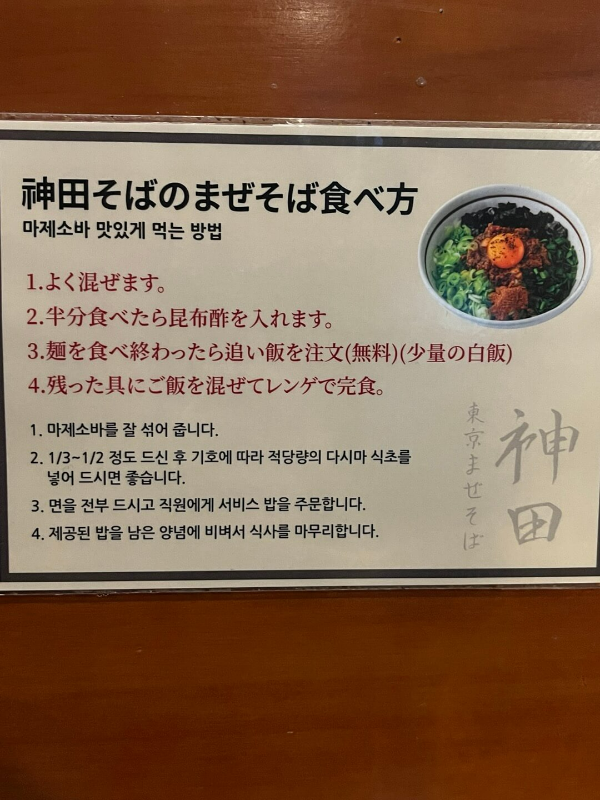 神田そばのまぜそば食べ方
마제소바 맛있게 먹는 방법
1.よく混ぜます。
2.半分食べたら昆布酢を入れます。
3.麺を食べ終わったら追い飯を注文(無料)(少量の白飯)
4.残った具にご飯を混ぜてレンゲで完食。
1. 마제소바를 잘 섞어 줍니다.
2. 1/3~1/2 정도 드신 후 기호에 따라 적당량의 다시마 식초를
넣어 드시면 좋습니다.
3. 면을 전부 드시고 직원에게 서비스 밥을 주문합니다.
4. 제공된 밥을 남은 양념에 비벼서 식사를 마무리합니다.
神田
東京ませそば